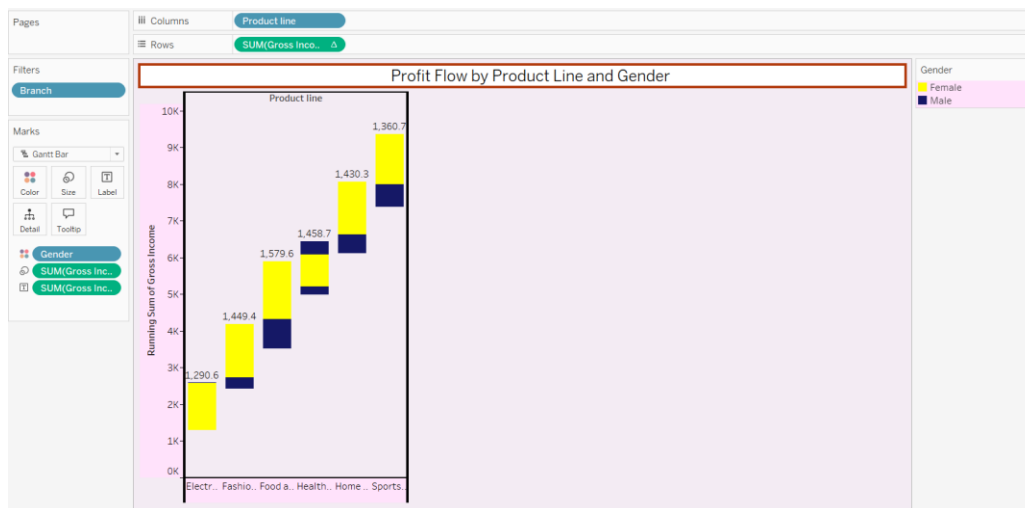 Pages
Columns
Product line
Rows
SUM(Gross Inco..
Filters
Branch
Marks
Gantt Bar
Color
Size
Label
Detail
Tooltip
Gender
SUM(Gross Inc..
SUM(Gross Inc..
Profit Flow by Product Line and Gender
Product line
Running Sum of Gross Income
10K
9K
8K
7K
6K
5K
4K
3K
2K
1K
0K
1,290.6
1,449.4
1,579.6
1,458.7
1,430.3
1,360.7
Electr.. Fashio.. Food a.. Health.. Home .. Sports..
Gender
Female
Male